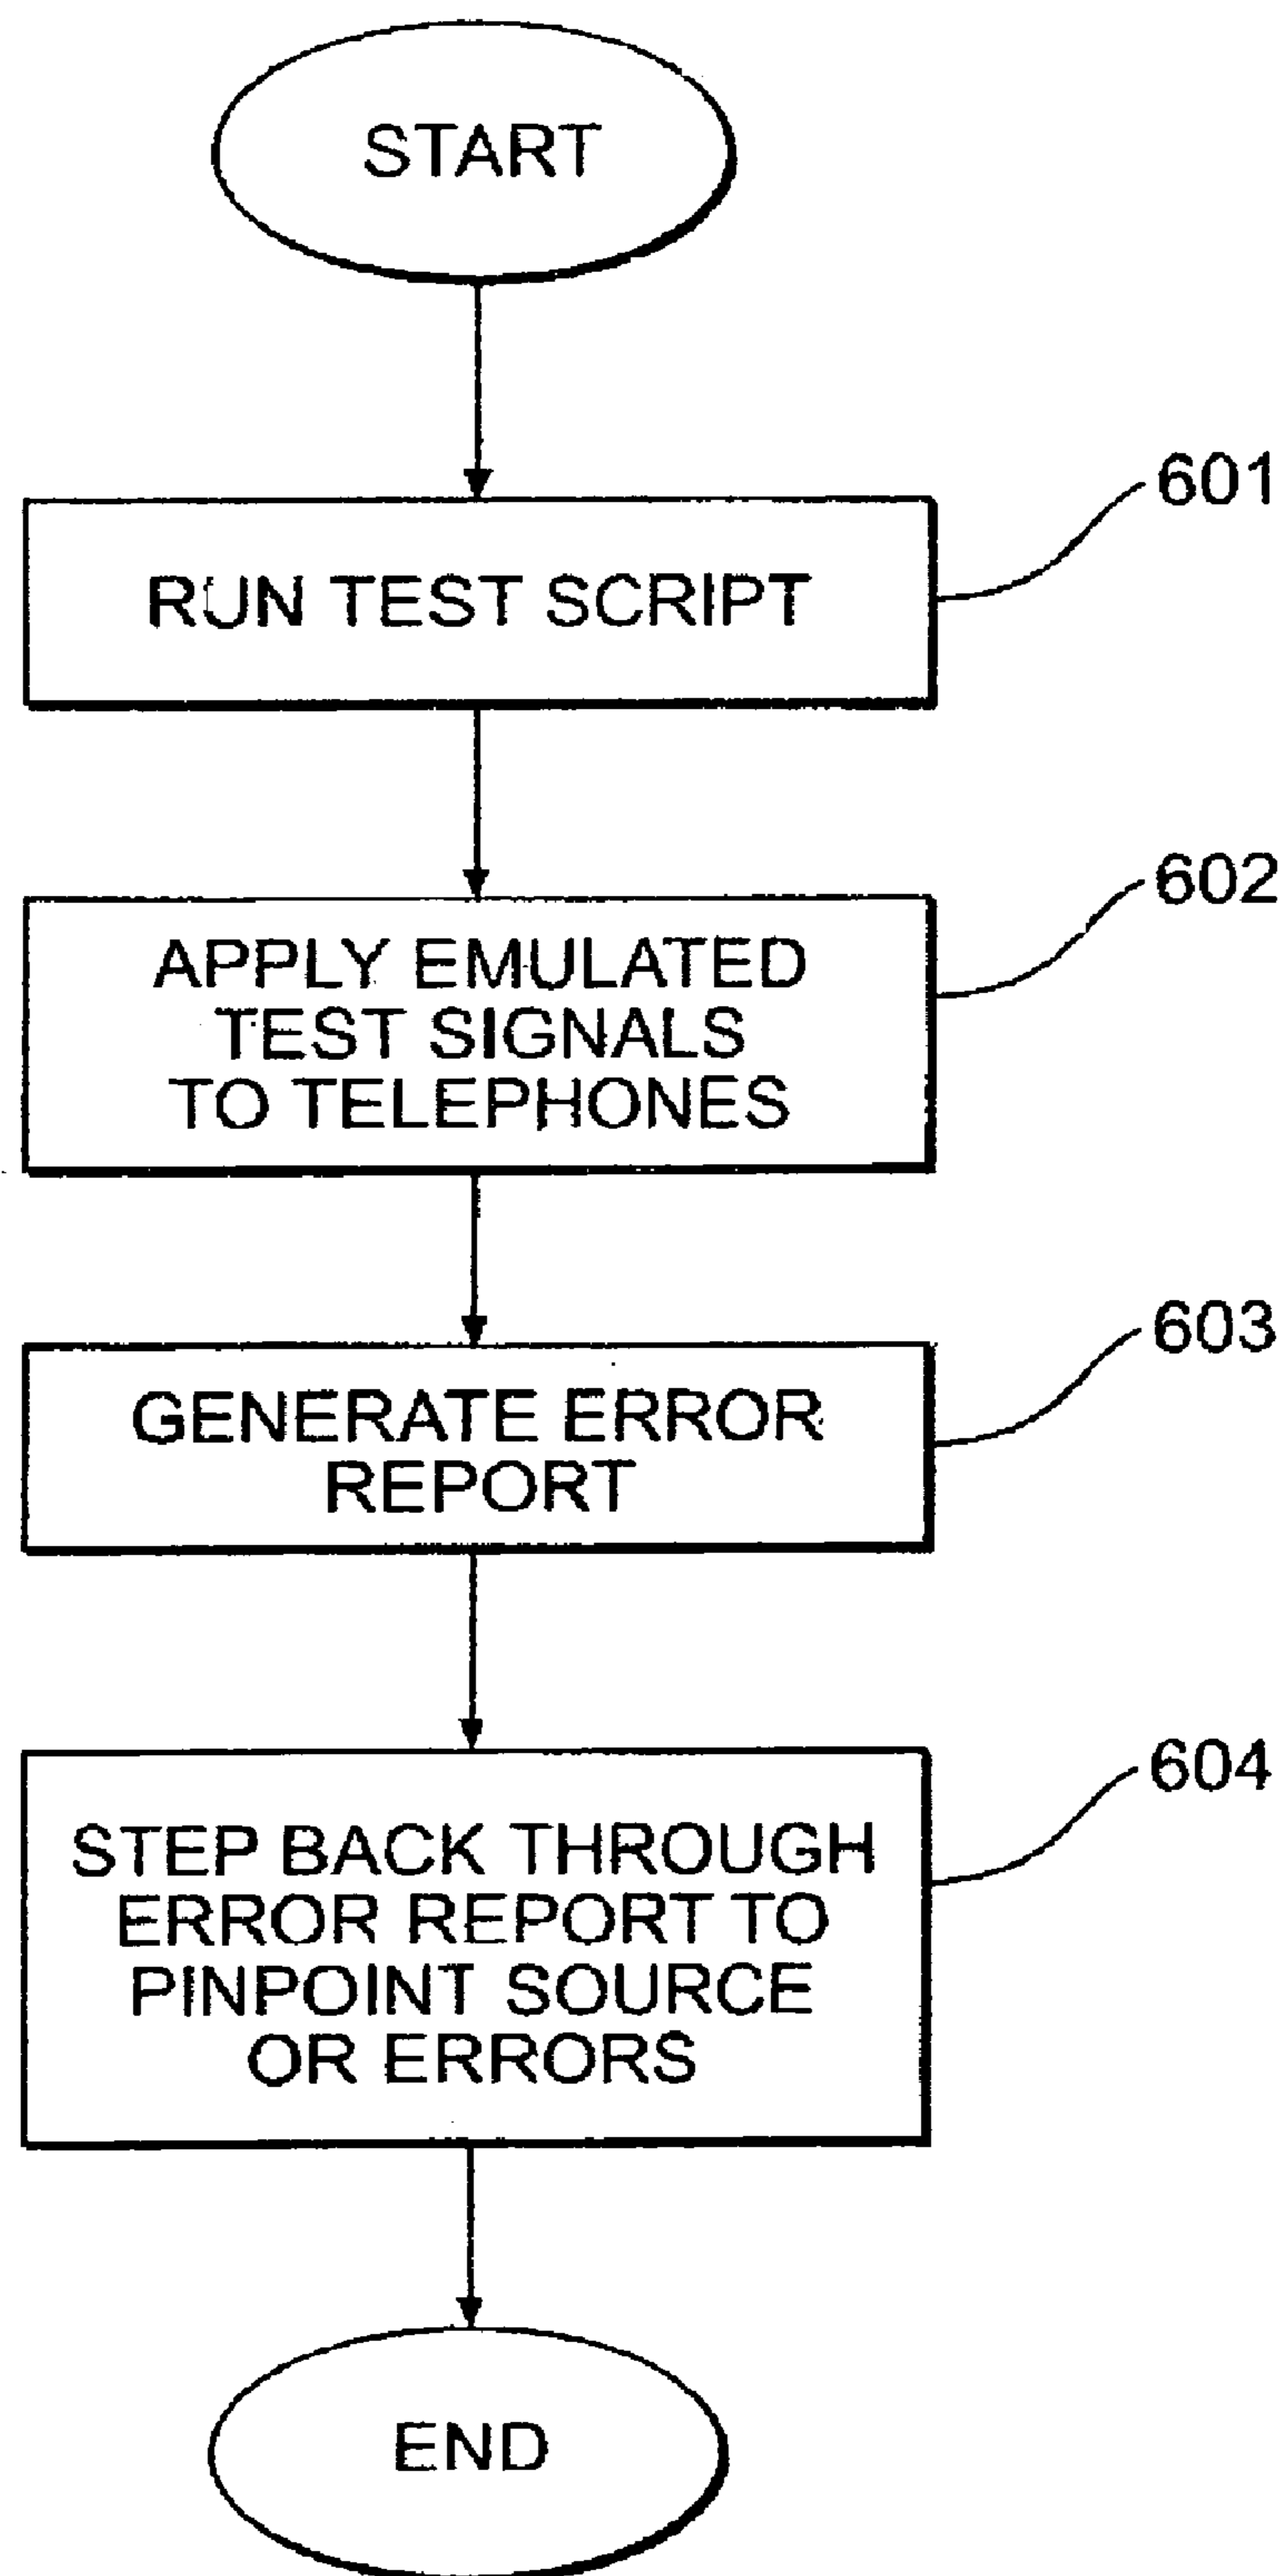 START
601
RUN TEST SCRIPT
602
APPLY EMULATED
TEST SIGNALS
TO TELEPHONES
603
GENERATE ERROR
REPORT
604
STEP BACK THROUGH
ERROR REPORT TO
PINPOINT SOURCE
OR ERRORS
END